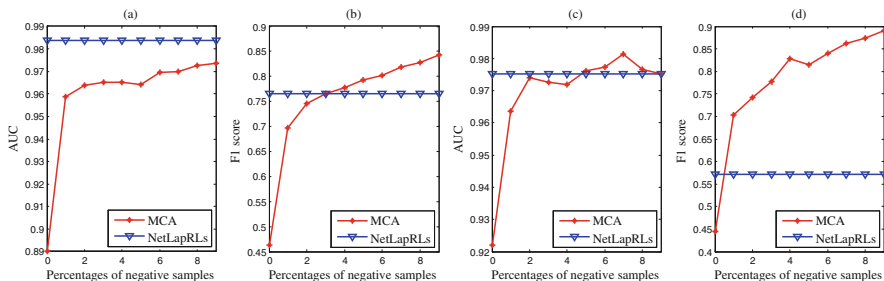 (a)
0.99
0.98
0.97
0.96
0.95
0.94
0.93
0.92
0.91
0.9
0.89
AUC
0 2 4 6 8
Percentages of negative samples
MCA
NetLapRLs
(b)
0.9
0.85
0.8
0.75
0.7
0.65
0.6
0.55
0.5
0.45
F1 score
0 2 4 6 8
Percentages of negative samples
MCA
NetLapRLs
(c)
0.99
0.98
0.97
0.96
0.95
0.94
0.93
0.92
AUC
0 2 4 6 8
Percentages of negative samples
MCA
NetLapRLs
(d)
0.9
0.85
0.8
0.75
0.7
0.65
0.6
0.55
0.5
0.45
0.4
F1 score
0 2 4 6 8
Percentages of negative samples
MCA
NetLapRLs